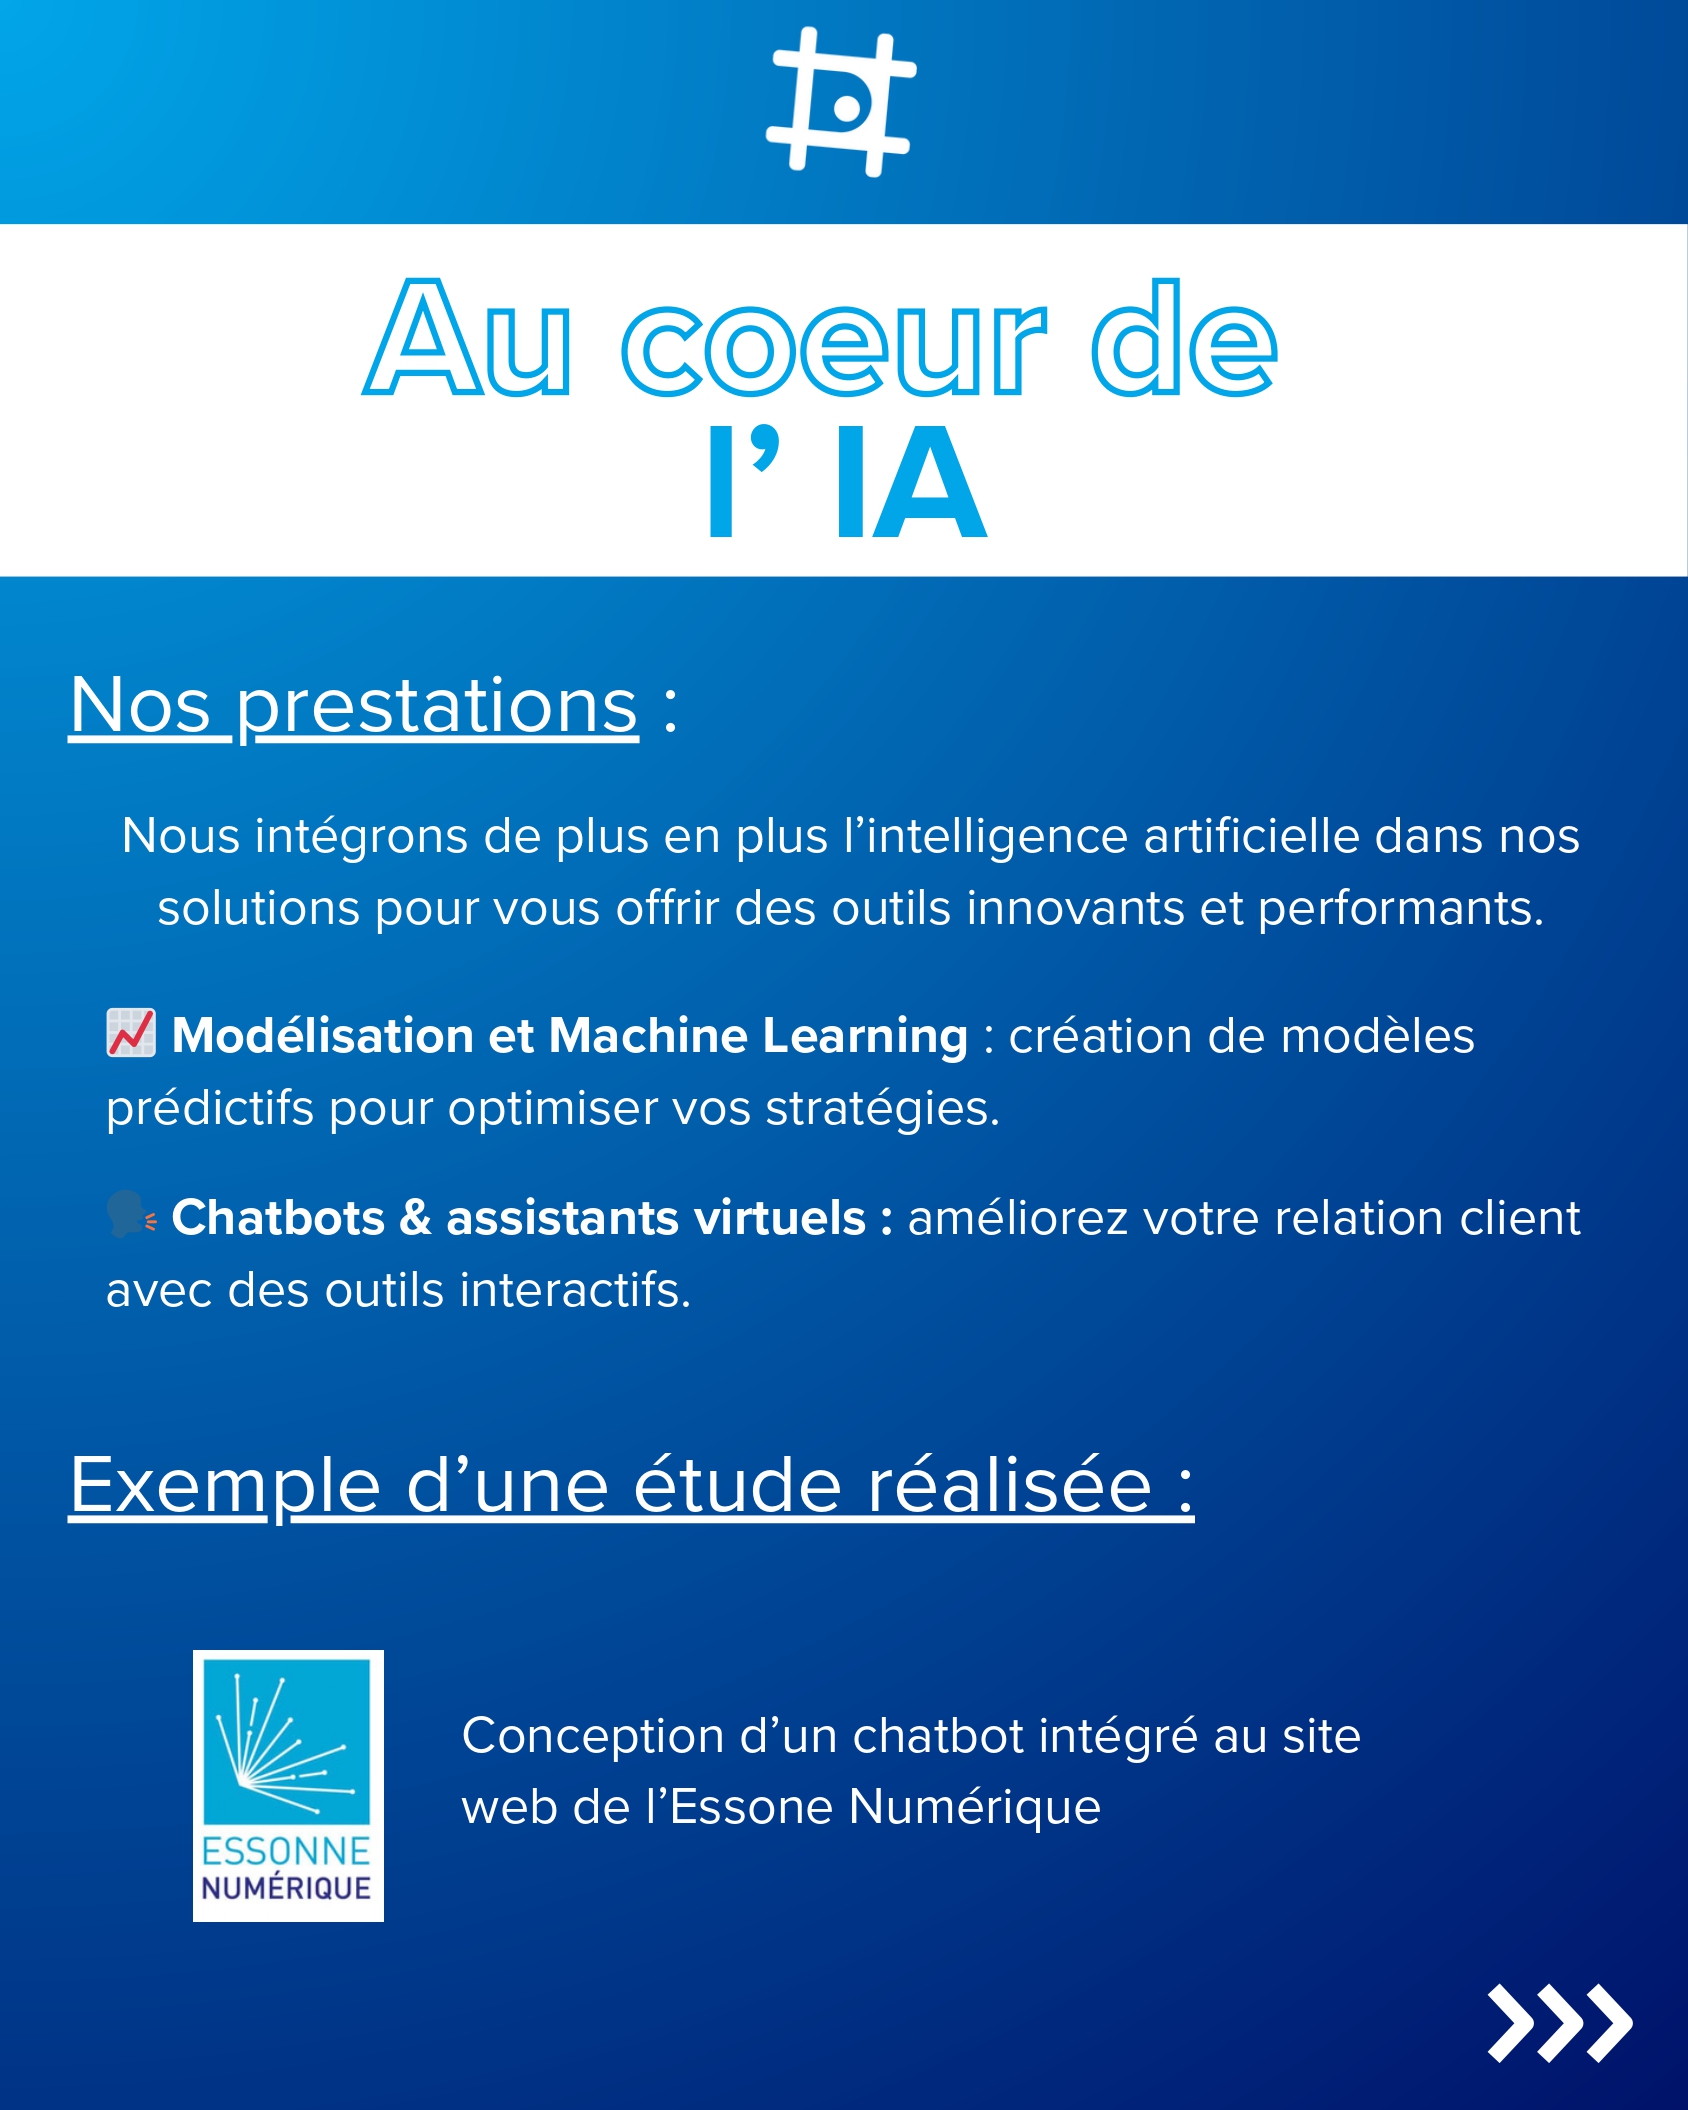 Au coeur de
l’ IA
Nos prestations :
Nous intégrons de plus en plus l’intelligence artificielle dans nos
solutions pour vous offrir des outils innovants et performants.
📈 Modélisation et Machine Learning : création de modèles
prédictifs pour optimiser vos stratégies.
🗣️ Chatbots & assistants virtuels : améliorez votre relation client
avec des outils interactifs.
Exemple d’une étude réalisée :
Conception d’un chatbot intégré au site
web de l’Essone Numérique
ESSONNE
NUMÉRIQUE